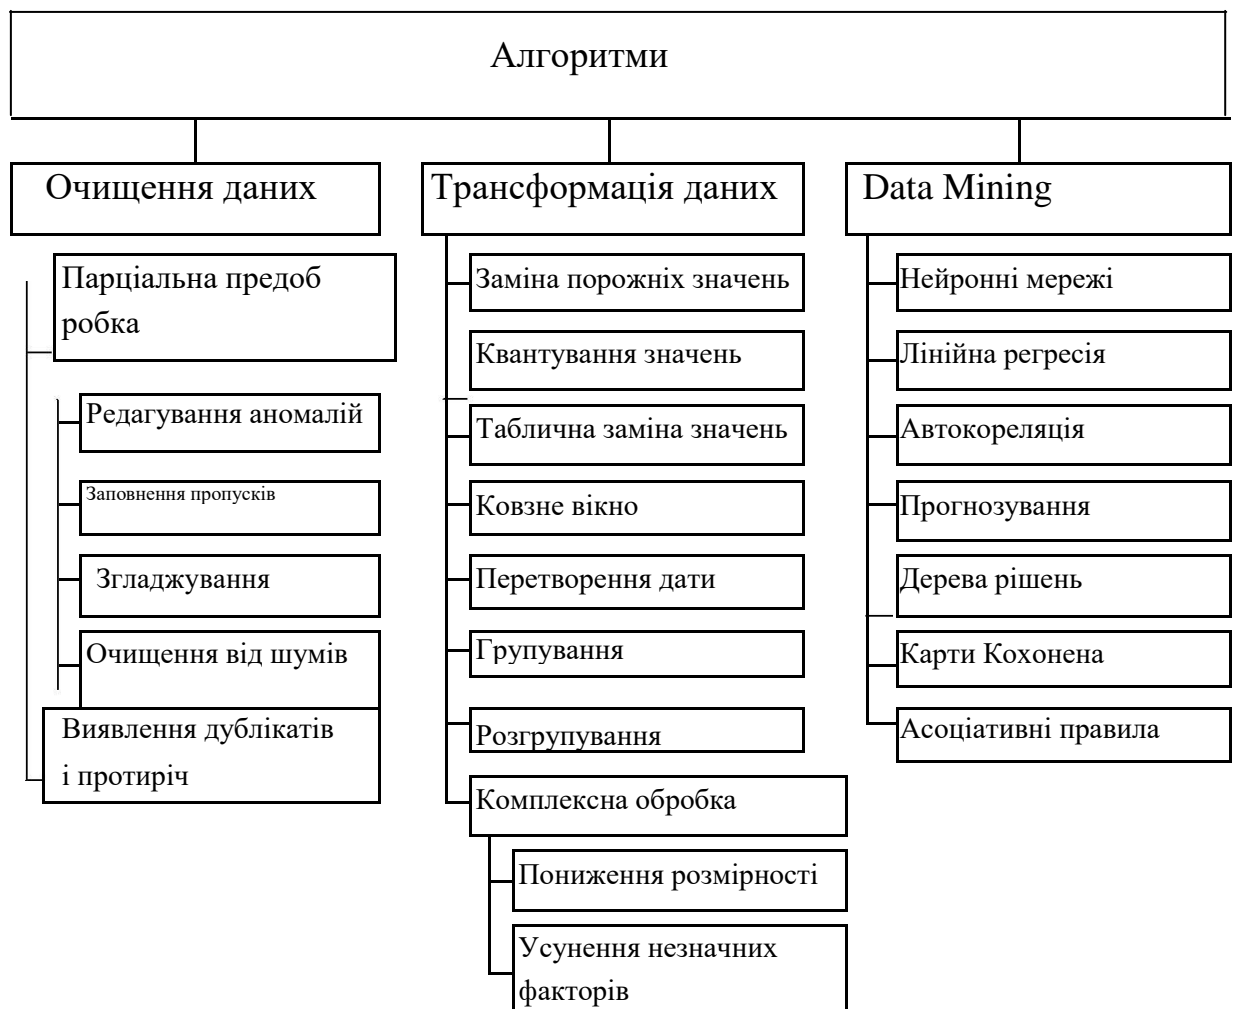 Алгоритми
Очищення даних
Парціальна предоб
робка
Редагування аномалій
Заповнення пропусків
Згладжування
Очищення від шумів
Виявлення дублікатів
і протиріч
Трансформація даних
Заміна порожніх значень
Квантування значень
Таблична заміна значень
Ковзне вікно
Перетворення дати
Групування
Розгрупування
Комплексна обробка
Пониження розмірності
Усунення незначних
факторів
Data Mining
Нейронні мережі
Лінійна регресія
Автокореляція
Прогнозування
Дерева рішень
Карти Кохонена
Асоціативні правила